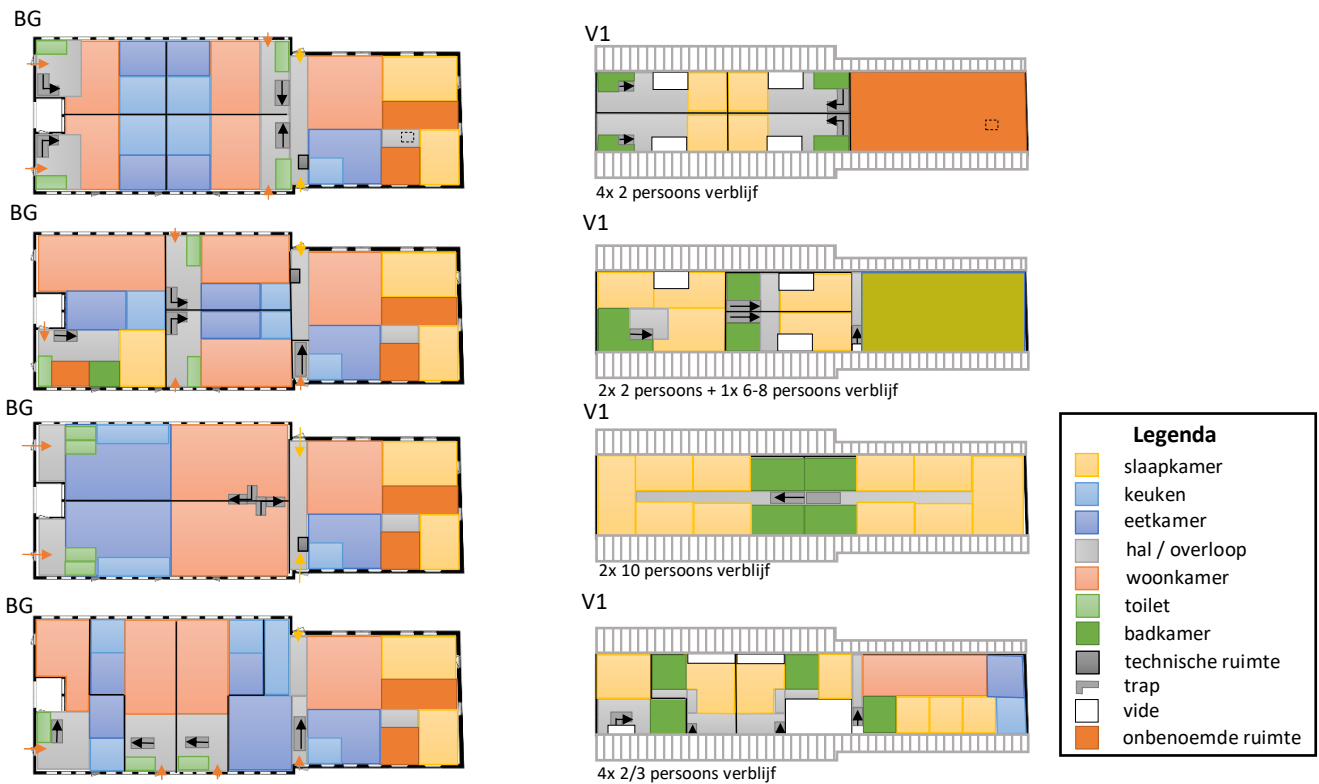 BG
V1
4x 2 persoons verblijf
BG
V1
2x 2 persoons + 1x 6-8 persoons verblijf
BG
V1
2x 10 persoons verblijf
BG
V1
4x 2/3 persoons verblijf
Legenda
slaapkamer
keuken
eetkamer
hal / overloop
woonkamer
toilet
badkamer
technische ruimte
trap
vide
onbenoemde ruimte